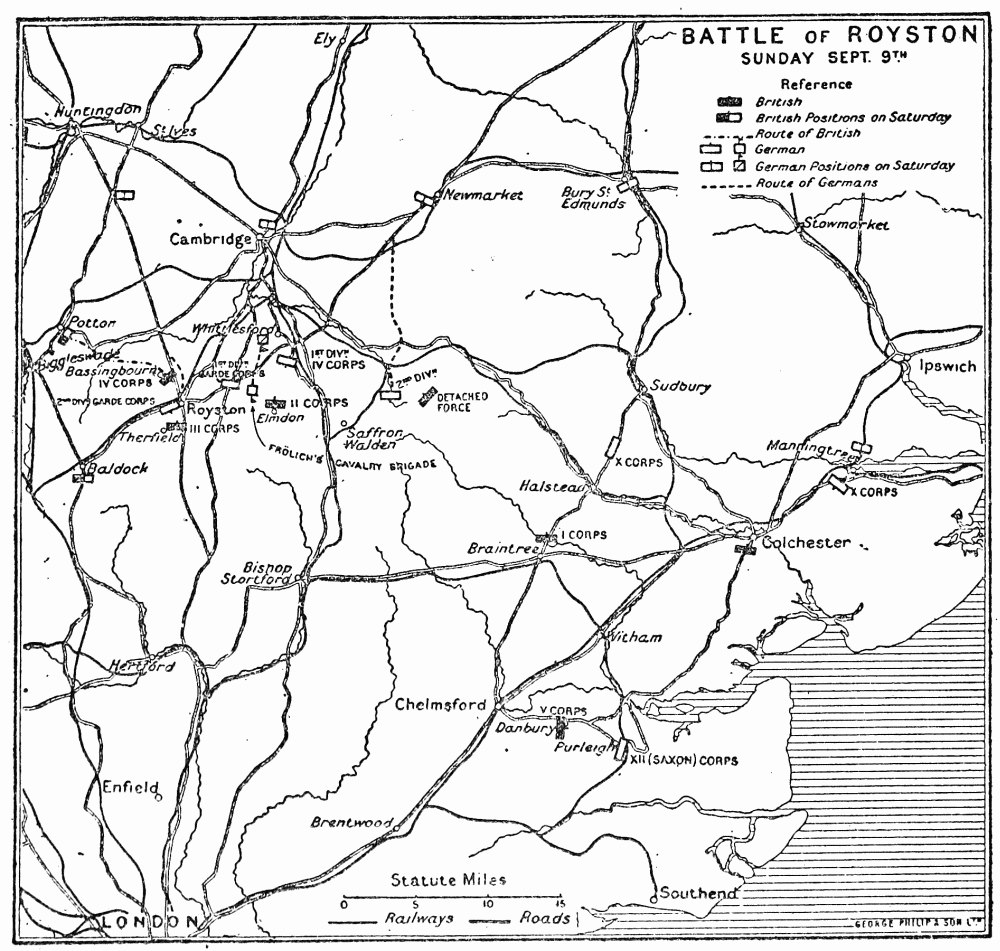 BATTLE OF ROYSTON
SUNDAY SEPT. 9TH
Reference
British
British Positions on Saturday
Route of British
German
German Positions on Saturday
Route of Germans
Ely
Huntingdon
St. Ives
Newmarket
Bury St
Edmunds
Stowmarket
Cambridge
Potton
Whittlesford
Biggleswade
Bassingbourn
IV CORPS
1ST DIVN
GARDE CORPS
1ST DIVN
IV CORPS
2ND DIVN
2ND DIVN GARDE CORPS
Royston
II CORPS
Elmdon
DETACHED
FORCE
Sudbury
Ipswich
Therfield
III CORPS
Saffron
Walden
FRÖLICH'S CAVALRY BRIGADE
Baldock
X CORPS
Manningtree
X CORPS
Halstead
I CORPS
Braintree
Colchester
Bishop
Stortford
Witham
Hertford
Chelmsford
V CORPS
Danbury
Purleigh
XII (SAXON) CORPS
Enfield
Brentwood
Southend
LONDON
Statute Miles
0 5 10 15
Railways Roads
GEORGE PHILIP & SON LTD